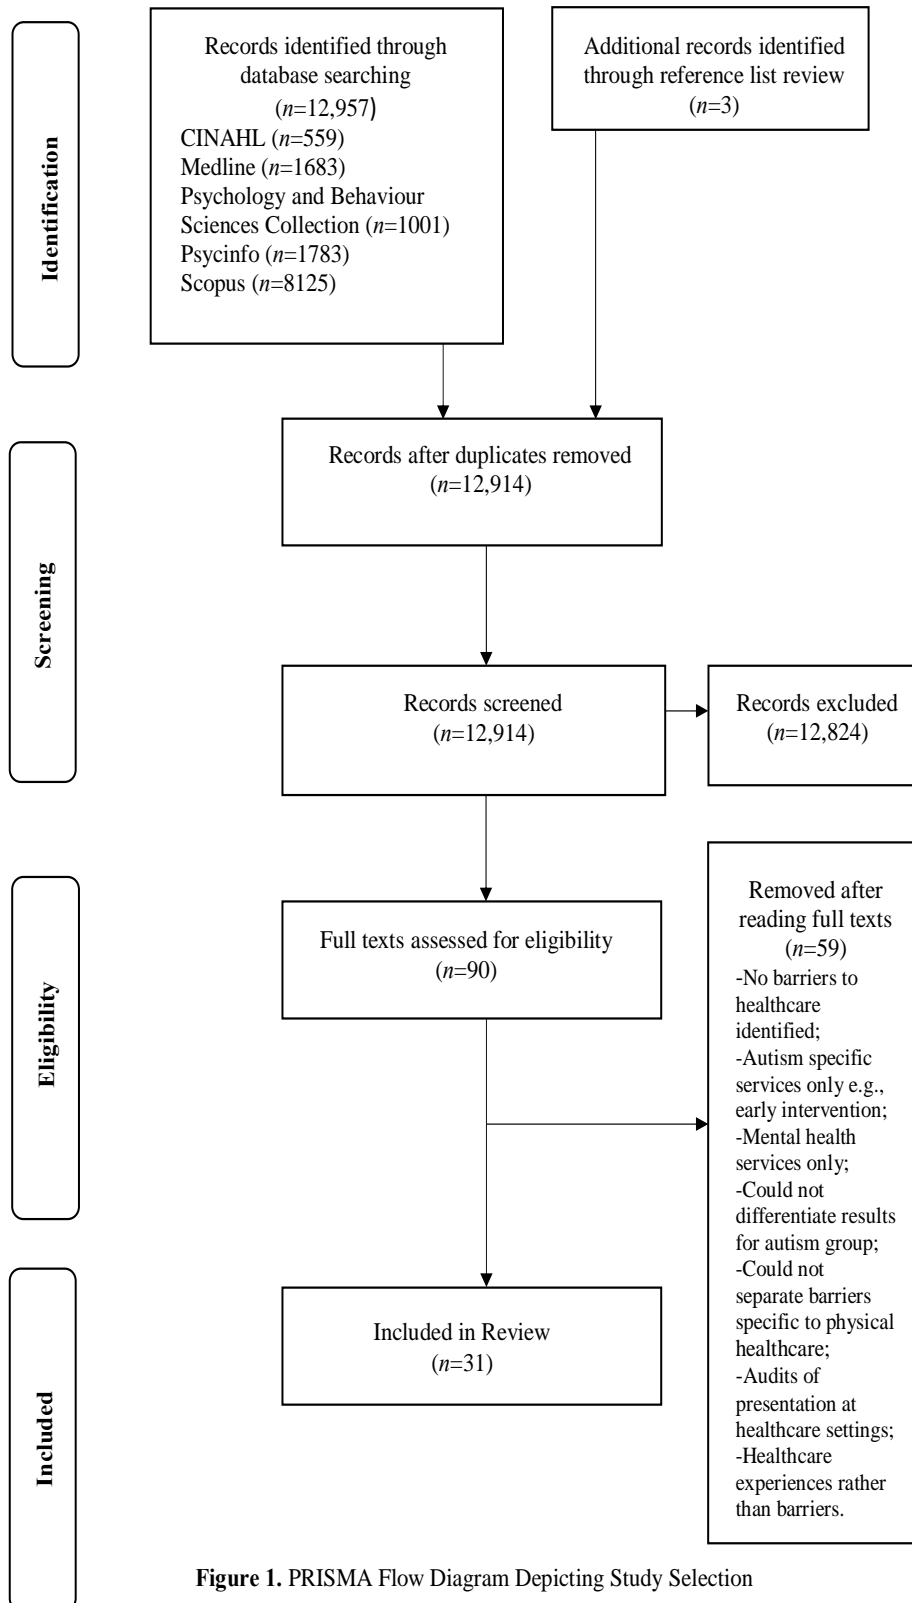 Identification
Records identified through
database searching
(n=12,957)
CINAHL (n=559)
Medline (n=1683)
Psychology and Behaviour
Sciences Collection (n=1001)
Psycinfo (n=1783)
Scopus (n=8125)
Additional records identified
through reference list review
(n=3)
Screening
Records after duplicates removed
(n=12,914)
Records screened
(n=12,914)
Records excluded
(n=12,824)
Eligibility
Full texts assessed for eligibility
(n=90)
Removed after
reading full texts
(n=59)
-No barriers to
healthcare
identified;
-Autism specific
services only e.g.,
early intervention;
-Mental health
services only;
-Could not
differentiate results
for autism group;
-Could not
separate barriers
specific to physical
healthcare;
-Audits of
presentation at
healthcare settings;
-Healthcare
experiences rather
than barriers.
Included
Included in Review
(n=31)
Figure 1. PRISMA Flow Diagram Depicting Study Selection